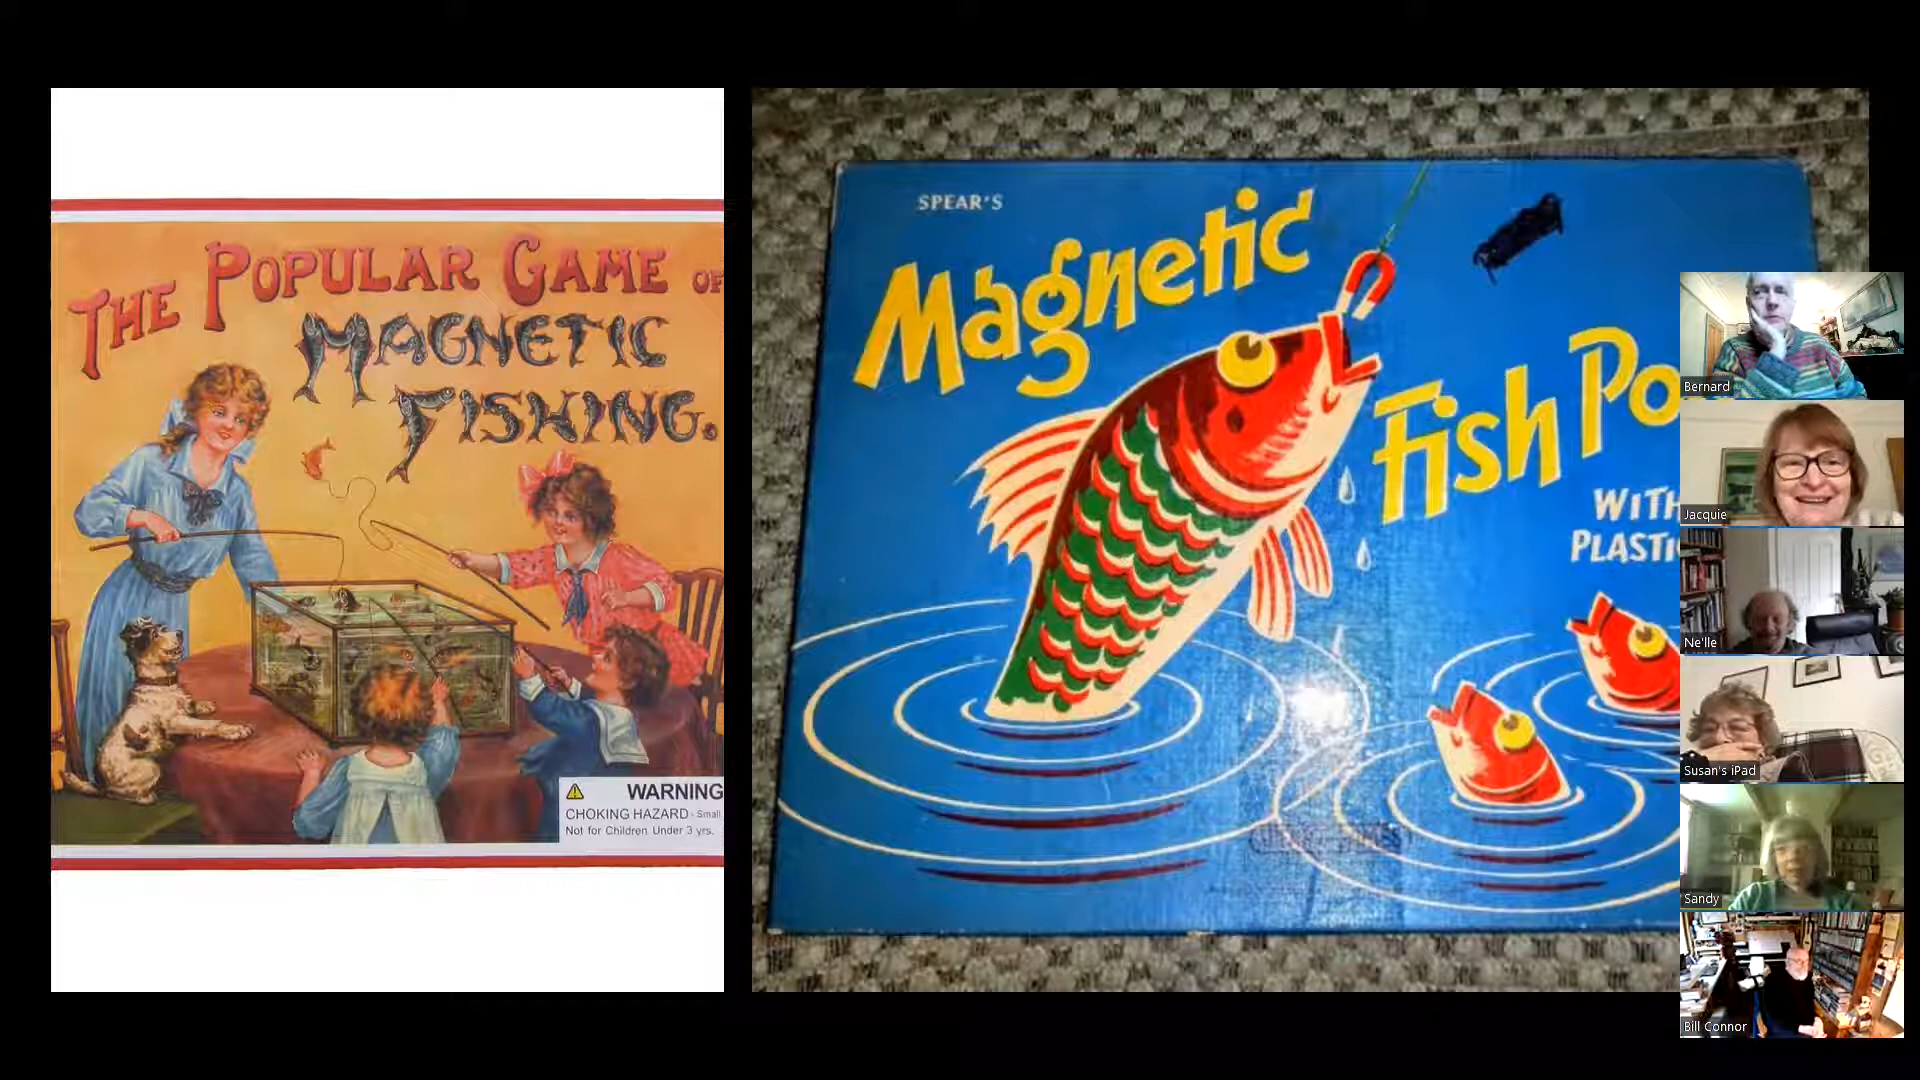 THE POPULAR GAME OF
MAGNETIC
FISHING.
WARNING
CHOKING HAZARD - Small
Not for Children Under 3 yrs.
SPEAR'S
Magnetic
Fish Po
WITH
PLASTI
Bernard
Jacquie
Ne'lle
Susan's iPad
Sandy
Bill Connor